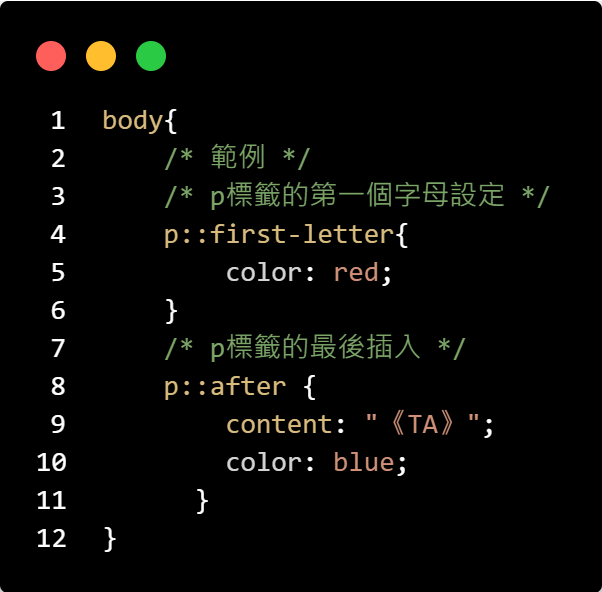 1 body{
2     /* 範例 */
3     /* p標籤的第一個字母設定 */
4     p::first-letter{
5         color: red;
6     }
7     /* p標籤的最後插入 */
8     p::after {
9         content: "《TA》";
10         color: blue;
11       }
12 }